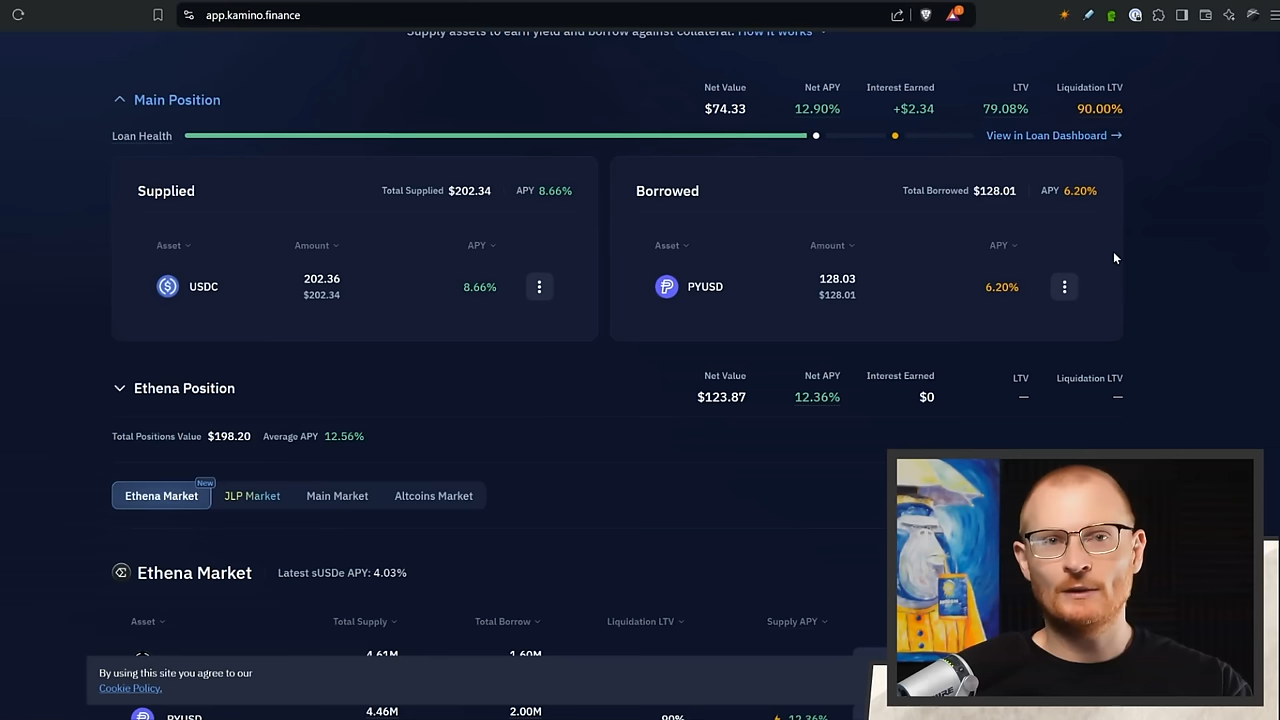 app.kamino.finance
1
Supply assets to earn yield and borrow against collateral. How it works
Main Position
Net Value
Net APY
Interest Earned
LTV
Liquidation LTV
$74.33
12.90%
+$2.34
79.08%
90.00%
Loan Health
View in Loan Dashboard →
Supplied
Total Supplied $202.34
APY 8.66%
Asset
Amount
APY
USDC
202.36
$202.34
8.66%
Borrowed
Total Borrowed $128.01
APY 6.20%
Asset
Amount
APY
PYUSD
128.03
$128.01
6.20%
Ethena Position
Net Value
Net APY
Interest Earned
LTV
Liquidation LTV
$123.87
12.36%
$0
—
—
Total Positions Value $198.20
Average APY 12.56%
New
Ethena Market
JLP Market
Main Market
Altcoins Market
Ethena Market
Latest sUSDe APY: 4.03%
Asset
Total Supply
Total Borrow
Liquidation LTV
Supply APY
4.61M
1.60M
By using this site you agree to our
Cookie Policy.
PYUSD
4.46M
2.00M
90%
12.36%